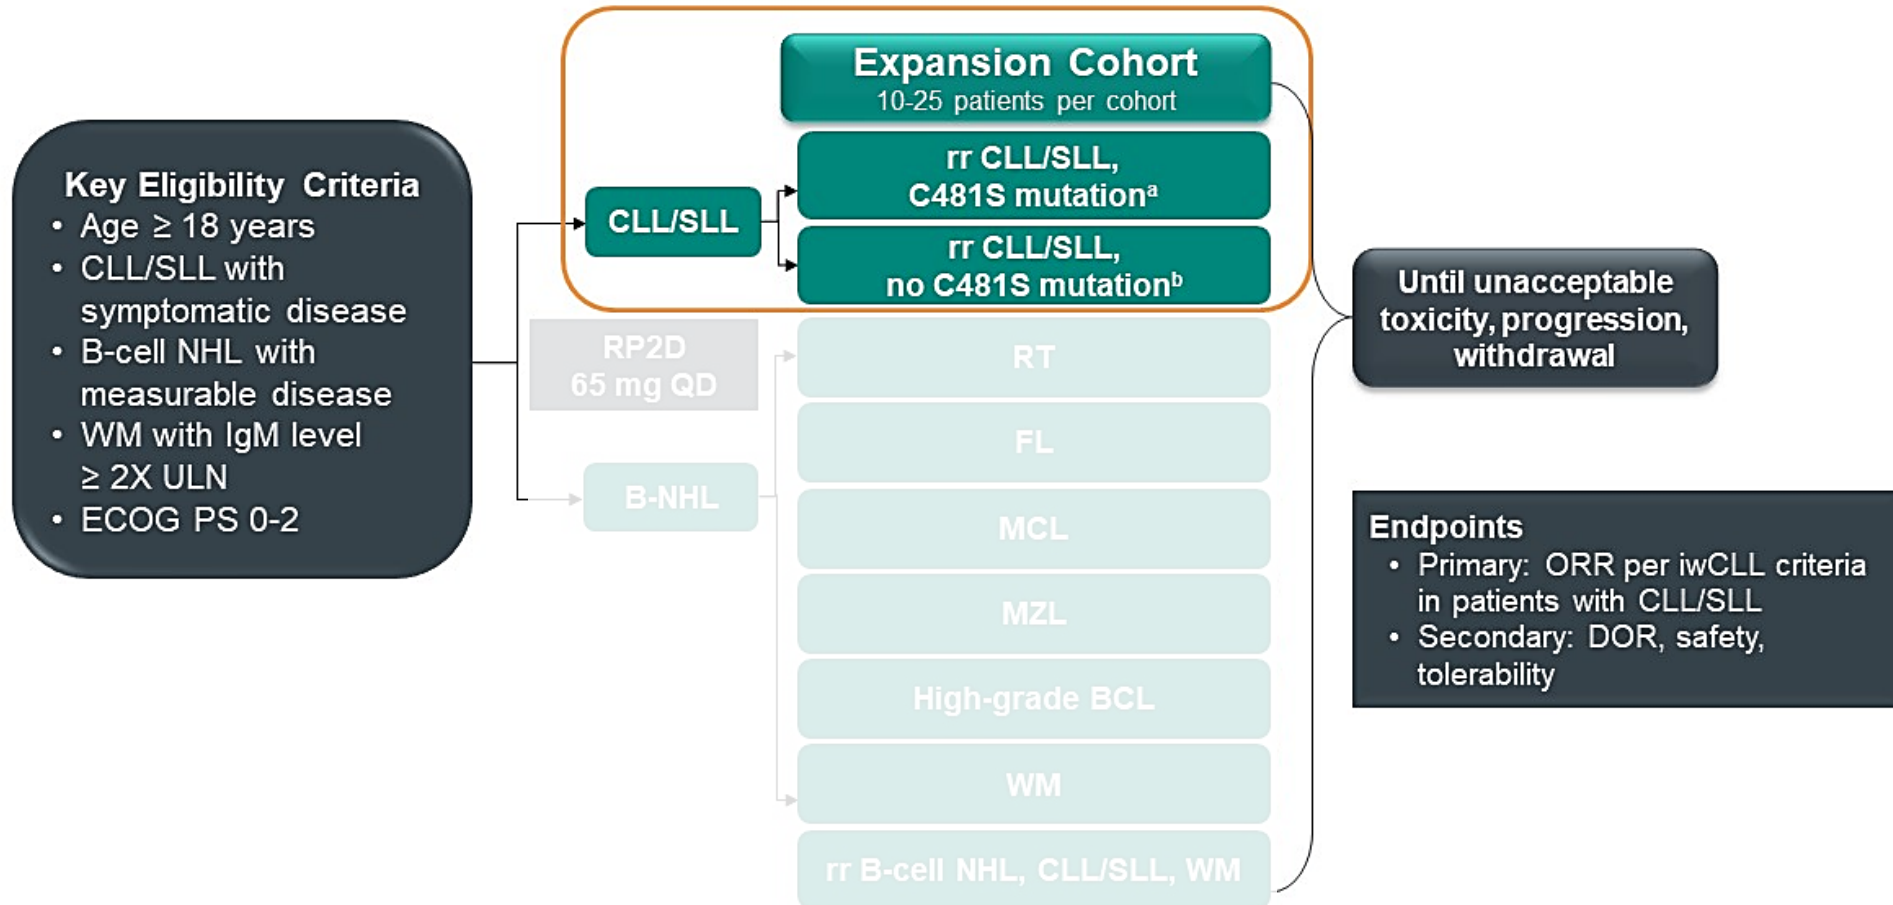 Key Eligibility Criteria
• Age ≥ 18 years
• CLL/SLL with
symptomatic disease
• B-cell NHL with
measurable disease
• WM with IgM level
≥ 2X ULN
• ECOG PS 0-2
Expansion Cohort
10-25 patients per cohort
CLL/SLL
rr CLL/SLL,
C481S mutationᵃ
rr CLL/SLL,
no C481S mutationᵇ
RP2D
65 mg QD
B-NHL
RT
FL
MCL
MZL
High-grade BCL
WM
rr B-cell NHL, CLL/SLL, WM
Until unacceptable
toxicity, progression,
withdrawal
Endpoints
• Primary: ORR per iwCLL criteria
in patients with CLL/SLL
• Secondary: DOR, safety,
tolerability